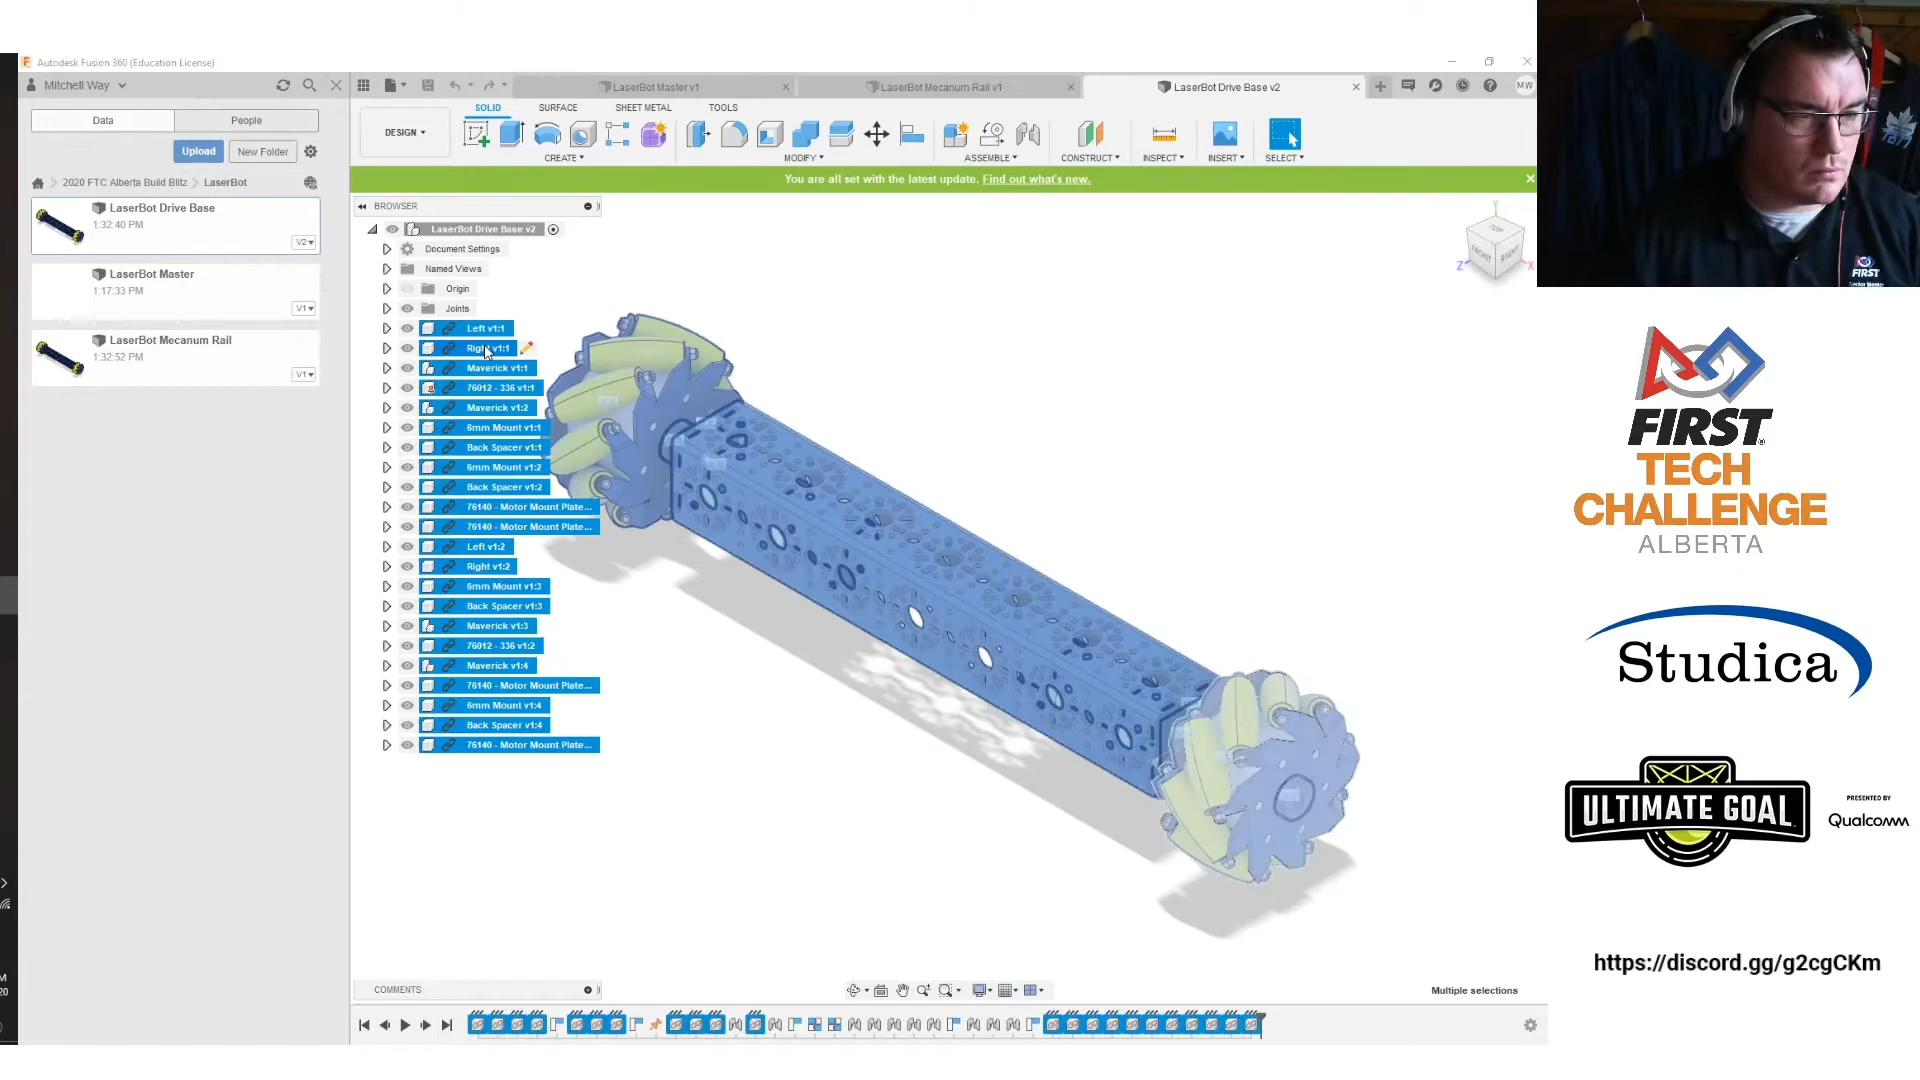 Autodesk Fusion 360 (Education License)
Mitchell Way
LaserBot Master v1
LaserBot Mecanum Rail v1
LaserBot Drive Base v2
MW
Data
People
Upload
New Folder
2020 FTC Alberta Build Blitz
LaserBot
LaserBot Drive Base
1:32:40 PM
V2
LaserBot Master
1:17:33 PM
V1
LaserBot Mecanum Rail
1:32:52 PM
V1
DESIGN
SOLID
SURFACE
SHEET METAL
TOOLS
CREATE
MODIFY
ASSEMBLE
CONSTRUCT
INSPECT
INSERT
SELECT
You are all set with the latest update. Find out what's new.
BROWSER
LaserBot Drive Base v2
Document Settings
Named Views
Origin
Joints
Left v1:1
Right v1:1
Maverick v1:1
76012 - 336 v1:1
Maverick v1:2
6mm Mount v1:1
Back Spacer v1:1
6mm Mount v1:2
Back Spacer v1:2
76140 - Motor Mount Plate...
76140 - Motor Mount Plate...
Left v1:2
Right v1:2
6mm Mount v1:3
Back Spacer v1:3
Maverick v1:3
76012 - 336 v1:2
Maverick v1:4
76140 - Motor Mount Plate...
6mm Mount v1:4
Back Spacer v1:4
76140 - Motor Mount Plate...
TOP
FRONT
RIGHT
Y
Z
X
COMMENTS
Multiple selections
M
20
FIRST
Senior Mentor
FIRST
TECH
CHALLENGE
ALBERTA
Studica
ULTIMATE GOAL
PRESENTED BY
Qualcomm
https://discord.gg/g2cgCKm